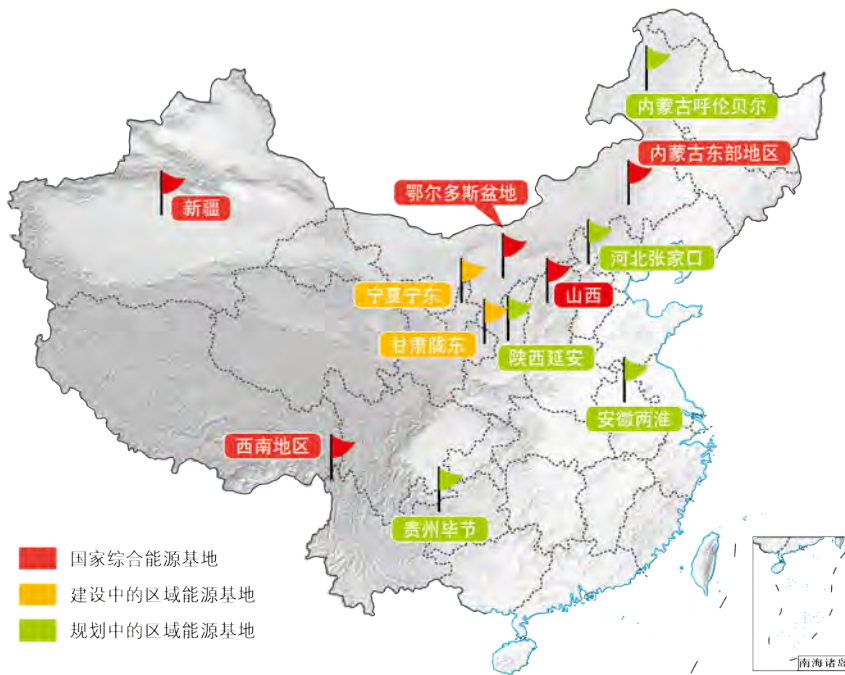 内蒙古呼伦贝尔
内蒙古东部地区
鄂尔多斯盆地
新疆
河北张家口
宁夏宁东
山西
甘肃陇东
陕西延安
安徽两淮
西南地区
贵州毕节
国家综合能源基地
建设中的区域能源基地
规划中的区域能源基地
南海诸岛